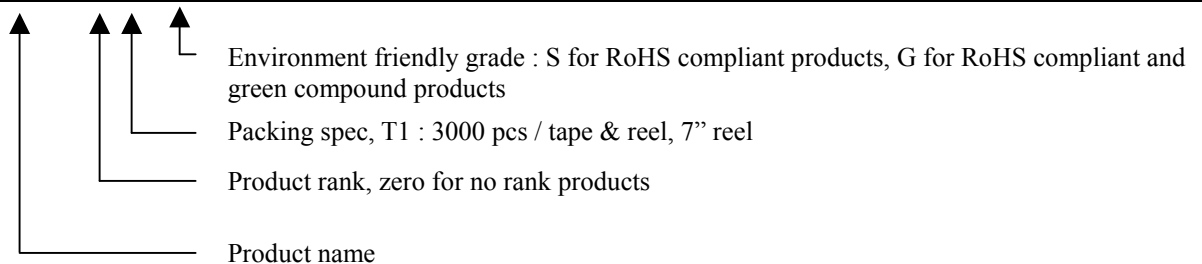 Environment friendly grade : S for RoHS compliant products, G for RoHS compliant and
green compound products
Packing spec, T1 : 3000 pcs / tape & reel, 7” reel
Product rank, zero for no rank products
Product name